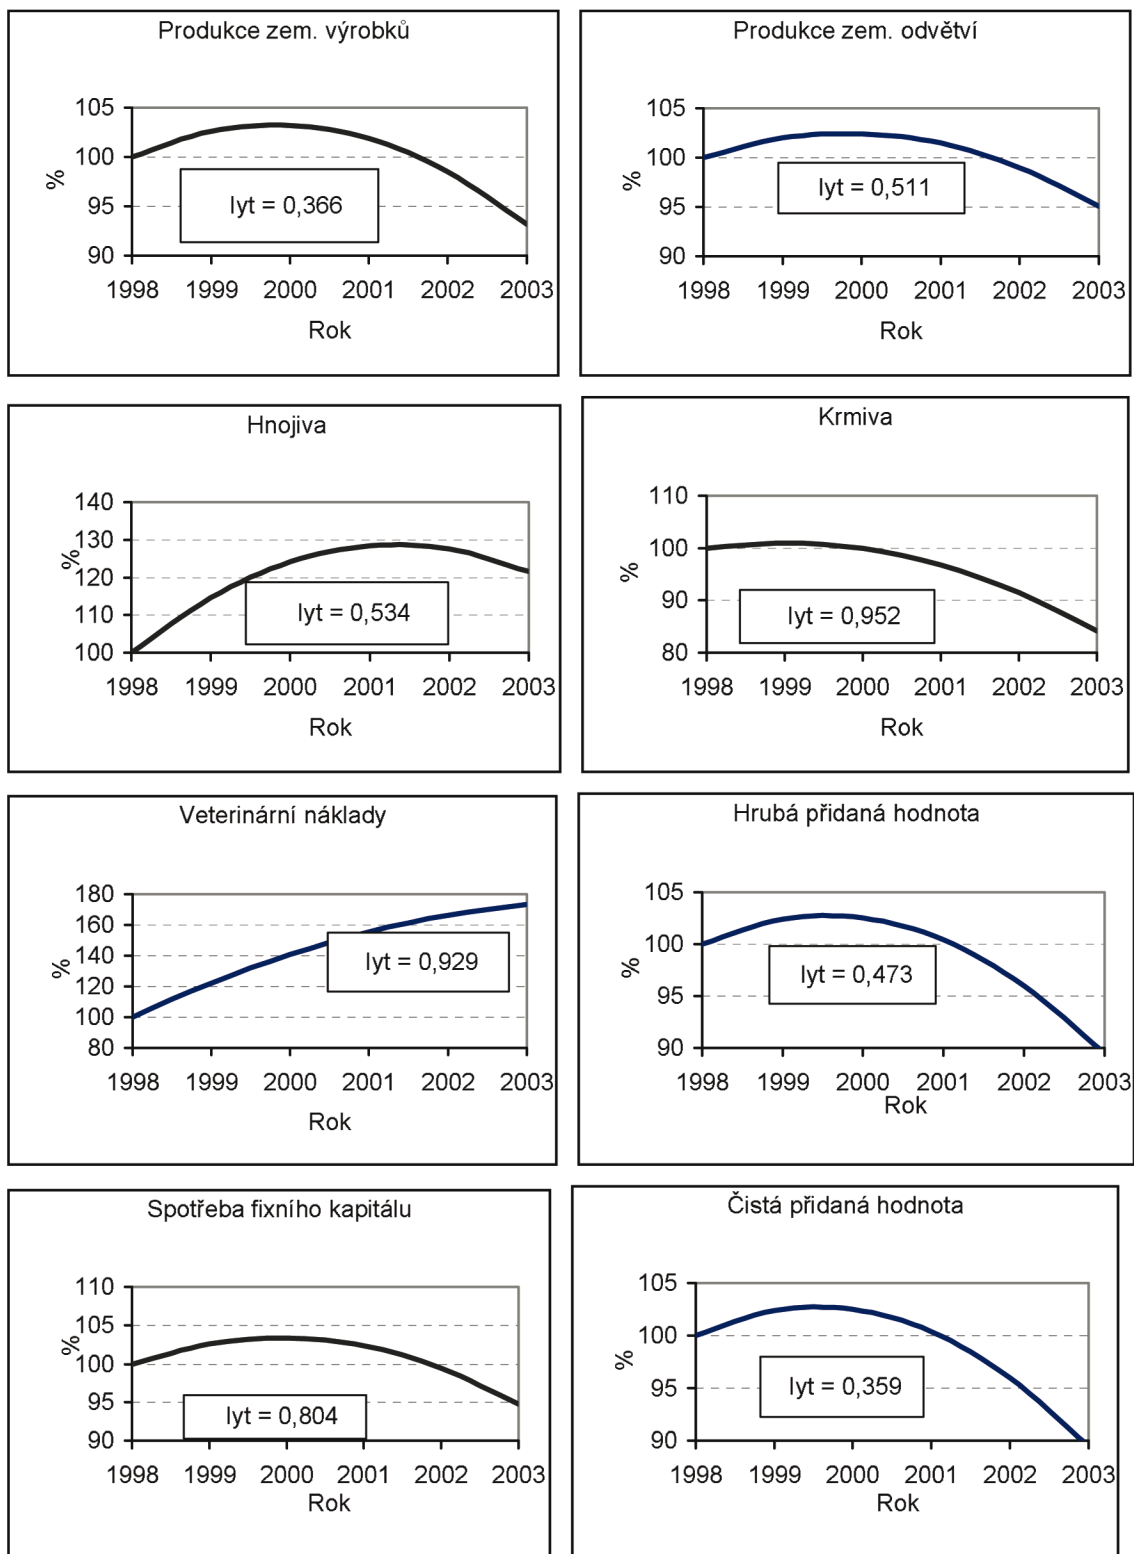 Produkce zem. výrobků
105
100
95
90
%
Iyt = 0,366
1998 1999 2000 2001 2002 2003
Rok
Produkce zem. odvětví
105
100
95
90
%
Iyt = 0,511
1998 1999 2000 2001 2002 2003
Rok
Hnojiva
140
130
120
110
100
%
Iyt = 0,534
1998 1999 2000 2001 2002 2003
Rok
Krmiva
110
100
90
80
%
Iyt = 0,952
1998 1999 2000 2001 2002 2003
Rok
Veterinární náklady
180
160
140
120
100
80
%
Iyt = 0,929
1998 1999 2000 2001 2002 2003
Rok
Hrubá přidaná hodnota
105
100
95
90
%
Iyt = 0,473
1998 1999 2000 2001 2002 2003
Rok
Spotřeba fixního kapitálu
110
105
100
95
90
%
Iyt = 0,804
1998 1999 2000 2001 2002 2003
Rok
Čistá přidaná hodnota
105
100
95
90
%
Iyt = 0,359
1998 1999 2000 2001 2002 2003
Rok